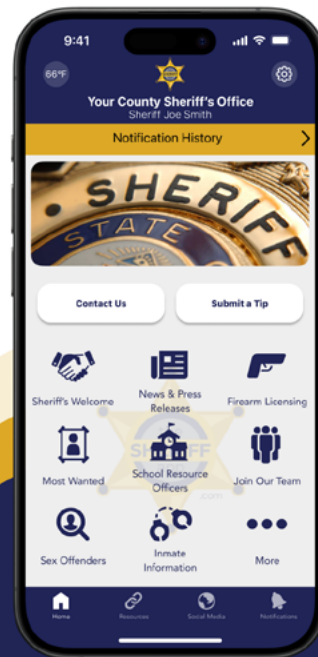 9:41
66°F
Your County Sheriff's Office
Sheriff Joe Smith
Notification History
SHERIFF
STATE
Contact Us
Submit a Tip
Sheriff's Welcome
News & Press
Releases
Firearm Licensing
SHERIFF
.com
Most Wanted
School Resource
Officers
Join Our Team
Sex Offenders
Inmate
Information
More
Home
Resources
Social Media
Notifications